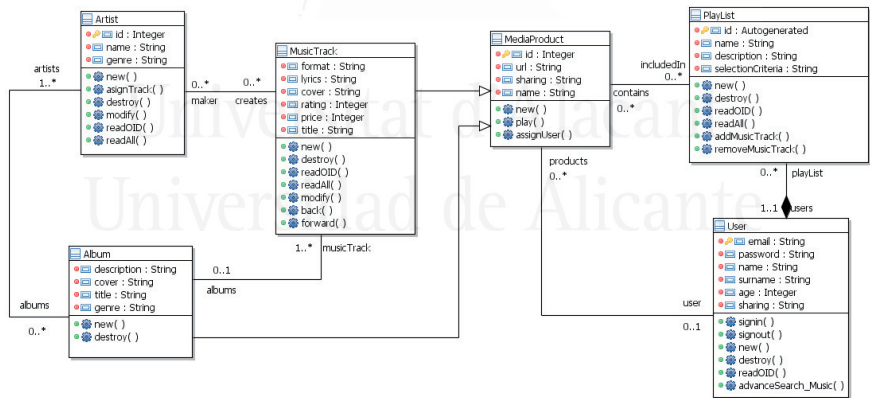 Artist
id : Integer
name : String
genre : String
new( )
asignTrack( )
destroy( )
modify( )
readOID( )
readAll( )
artists
1..*
0..*
maker
0..*
creates
MusicTrack
format : String
lyrics : String
cover : String
rating : Integer
price : Integer
title : String
new( )
destroy( )
readOID( )
readAll( )
modify( )
back( )
forward( )
MediaProduct
id : Integer
url : String
sharing : String
name : String
new( )
play( )
assignUser( )
includedIn
0..*
contains
0..*
PlayList
id : Autogenerated
name : String
description : String
selectionCriteria : String
new( )
destroy( )
readOID( )
readAll( )
addMusicTrack( )
removeMusicTrack( )
products
0..*
0..*
playList
1..1
users
1..*
musicTrack
0..1
albums
Album
description : String
cover : String
title : String
genre : String
new( )
destroy( )
albums
0..*
user
0..1
User
email : String
password : String
name : String
surname : String
age : Integer
sharing : String
signin( )
signout( )
new( )
destroy( )
readOID( )
advanceSearch_Music( )
Universitat d'Alacant
Universidad de Alicante